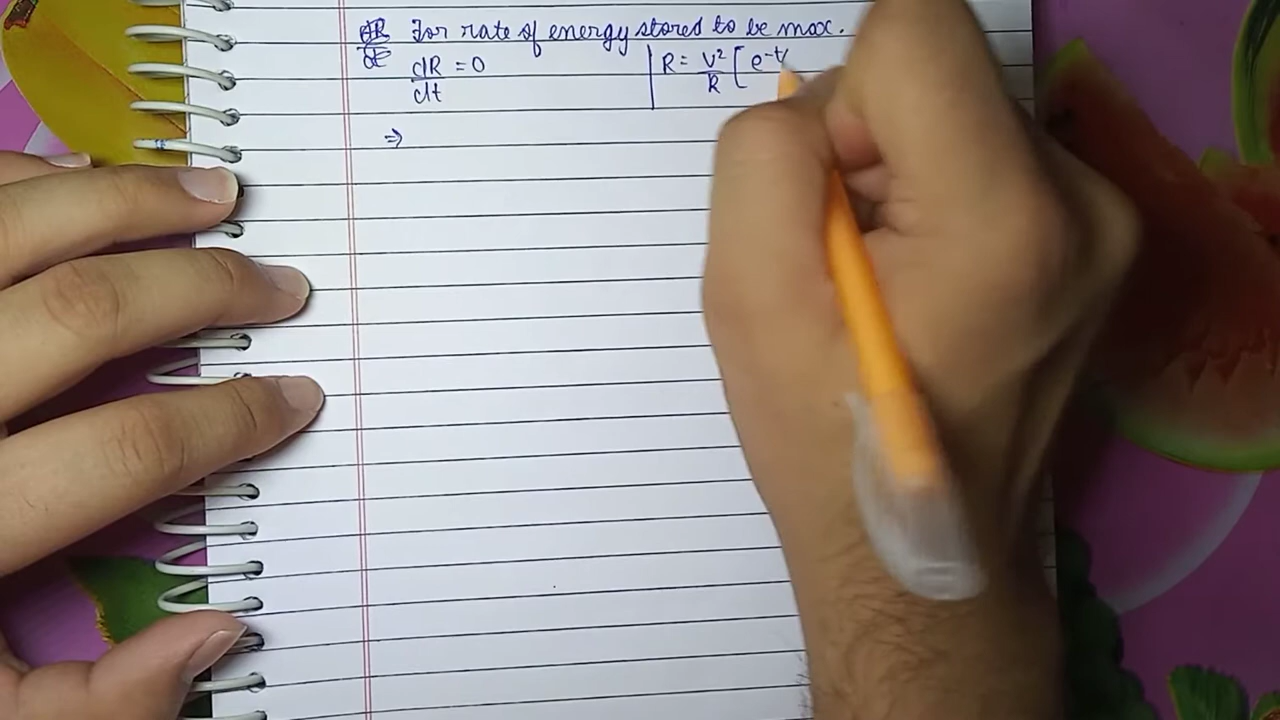 For rate of energy stored to be max.
dR/dt = 0 | R = V²/R [ e^-t/
⇒